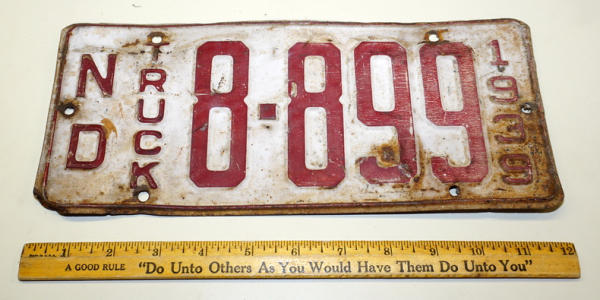 ND
TRUCK
8-899
1939
1 2 3 4 5 6 7 8 9 10 11 12
A GOOD RULE "Do Unto Others As You Would Have Them Do Unto You"